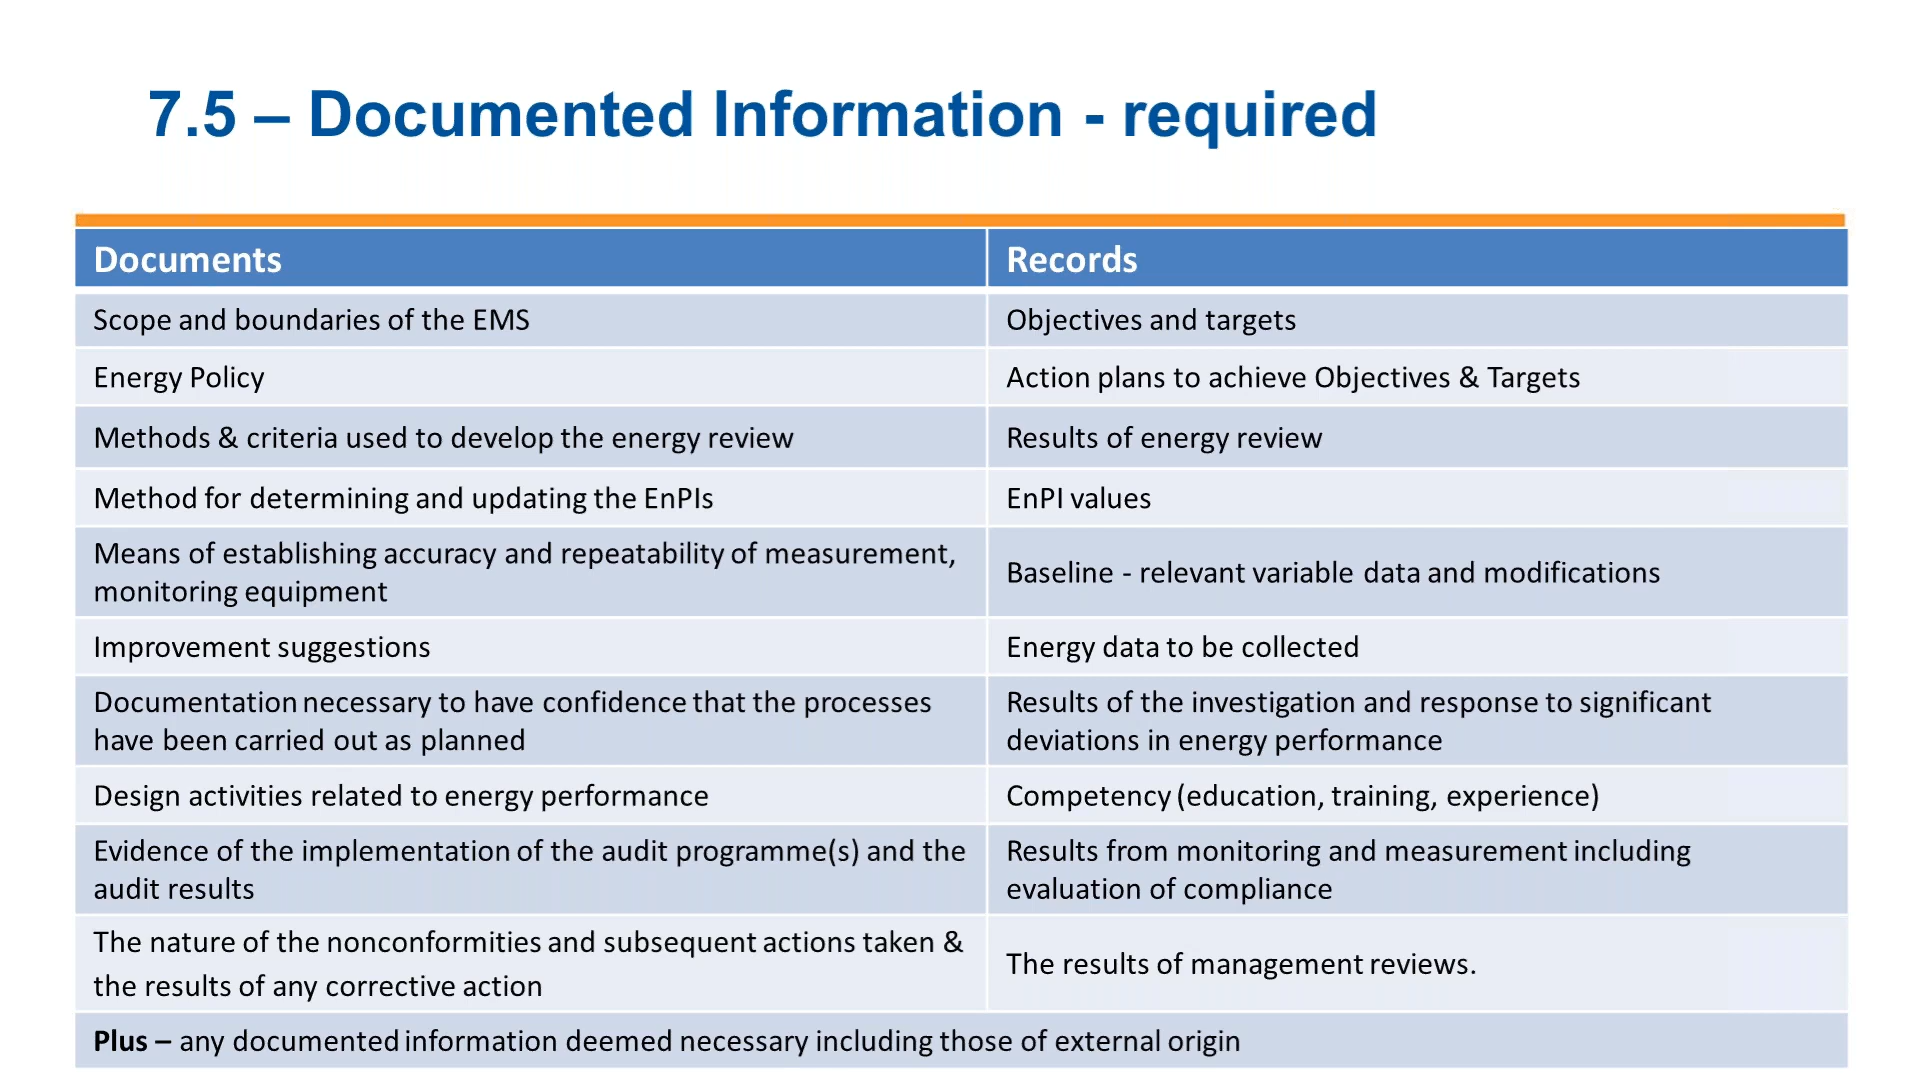 7.5 – Documented Information - required
Documents
Records
Scope and boundaries of the EMS
Objectives and targets
Energy Policy
Action plans to achieve Objectives & Targets
Methods & criteria used to develop the energy review
Results of energy review
Method for determining and updating the EnPIs
EnPI values
Means of establishing accuracy and repeatability of measurement,
monitoring equipment
Baseline - relevant variable data and modifications
Improvement suggestions
Energy data to be collected
Documentation necessary to have confidence that the processes
have been carried out as planned
Results of the investigation and response to significant
deviations in energy performance
Design activities related to energy performance
Competency (education, training, experience)
Evidence of the implementation of the audit programme(s) and the
audit results
Results from monitoring and measurement including
evaluation of compliance
The nature of the nonconformities and subsequent actions taken &
the results of any corrective action
The results of management reviews.
Plus – any documented information deemed necessary including those of external origin